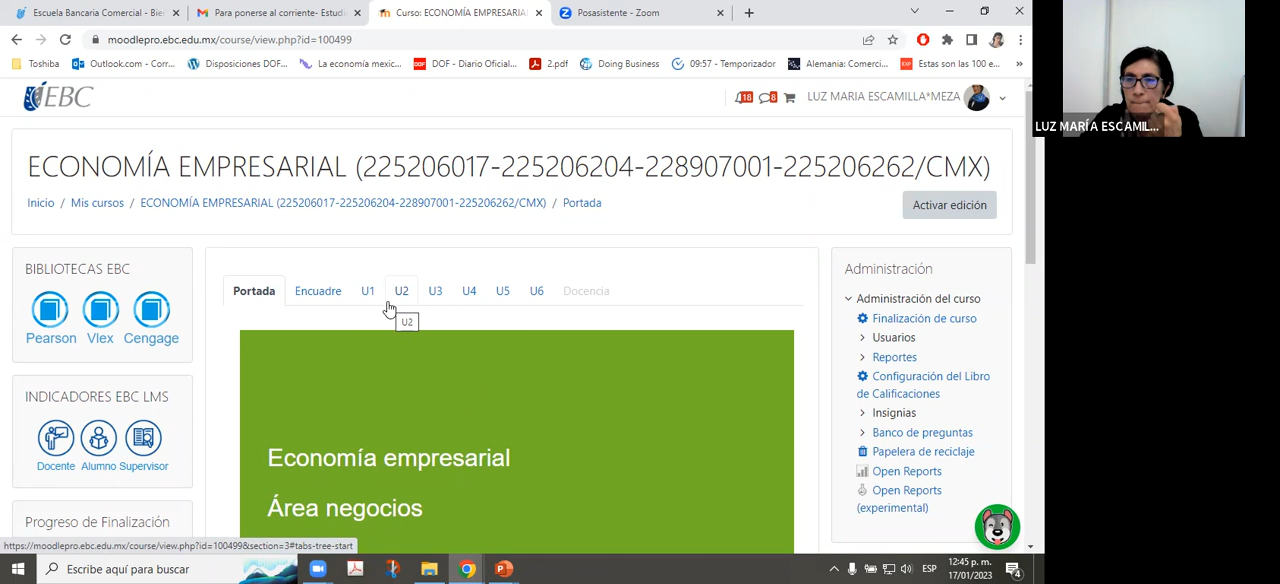 Escuela Bancaria Comercial - Bien
Para ponerse al corriente- Estudi
Curso: ECONOMÍA EMPRESARIA
Posasistente - Zoom
moodlepro.ebc.edu.mx/course/view.php?id=100499
Toshiba
Outlook.com - Corr...
Disposiciones DOF...
La economía mexic...
DOF - Diario Oficial...
2.pdf
Doing Business
09:57 - Temporizador
Alemania: Comerci...
Estas son las 100 e...
»
EBC
18
8
LUZ MARIA ESCAMILLA*MEZA
LUZ MARÍA ESCAMIL...
ECONOMÍA EMPRESARIAL (225206017-225206204-228907001-225206262/CMX)
Inicio / Mis cursos / ECONOMÍA EMPRESARIAL (225206017-225206204-228907001-225206262/CMX) / Portada
Activar edición
BIBLIOTECAS EBC
Pearson Vlex Cengage
INDICADORES EBC LMS
Docente Alumno Supervisor
Progreso de Finalización
Portada Encuadre U1 U2 U3 U4 U5 U6 Docencia
U2
Economía empresarial
Área negocios
Administración
Administración del curso
Finalización de curso
Usuarios
Reportes
Configuración del Libro
de Calificaciones
Insignias
Banco de preguntas
Papelera de reciclaje
Open Reports
Open Reports
(experimental)
https://moodlepro.ebc.edu.mx/course/view.php?id=100499&section=3#tabs-tree-start
Escribe aquí para buscar
ESP
12:45 p. m.
17/01/2023
4